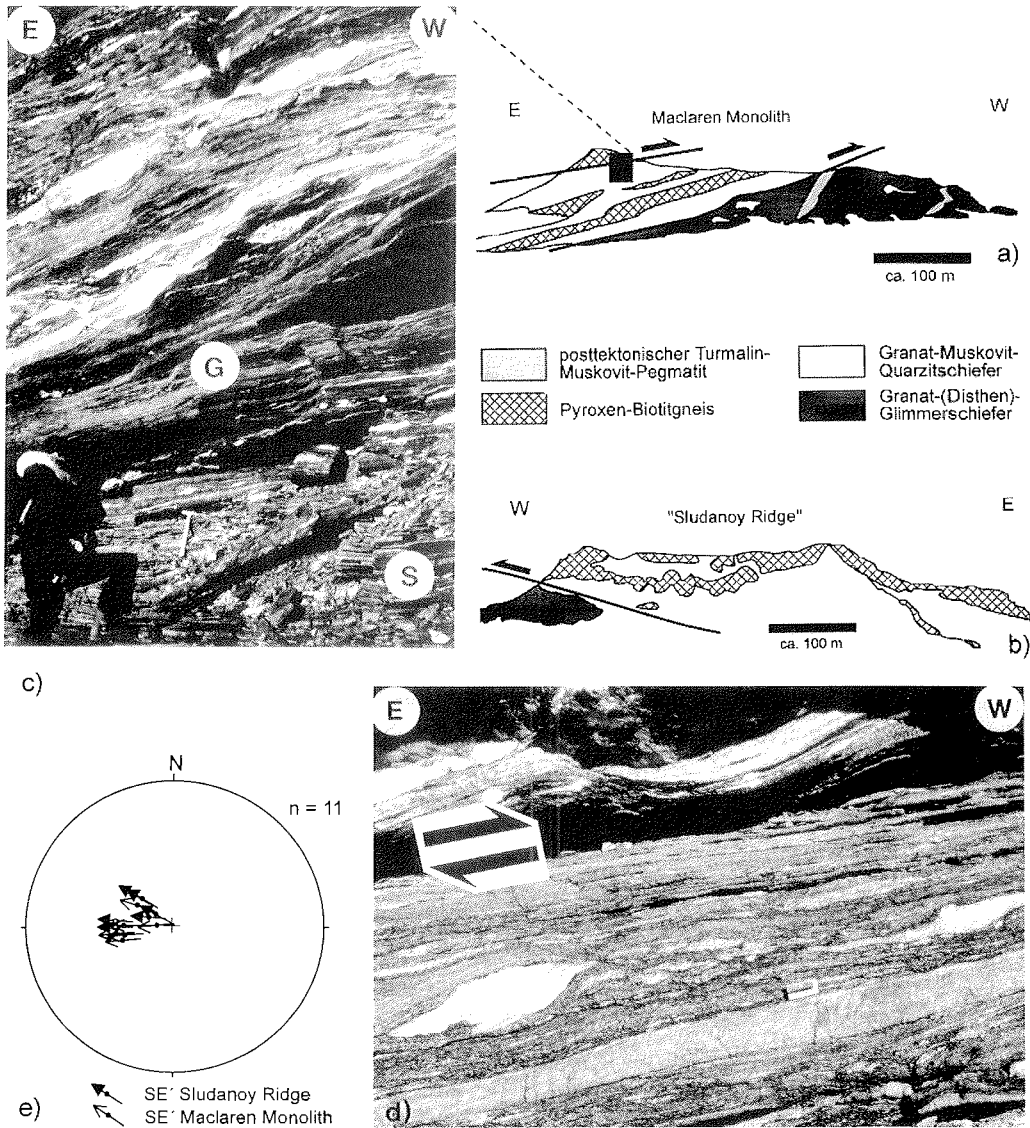 E
W
G
S
c)
E
W
Maclaren Monolith
a)
ca. 100 m
posttektonischer Turmalin-
Muskovit-Pegmatit
Pyroxen-Biotitgneis
Granat-Muskovit-
Quarzitschiefer
Granat-(Disthen)-
Glimmerschiefer
W
E
"Sludanoy Ridge"
ca. 100 m
b)
N
n = 11
SE´ Sludanoy Ridge
SE´ Maclaren Monolith
e)
E
W
d)